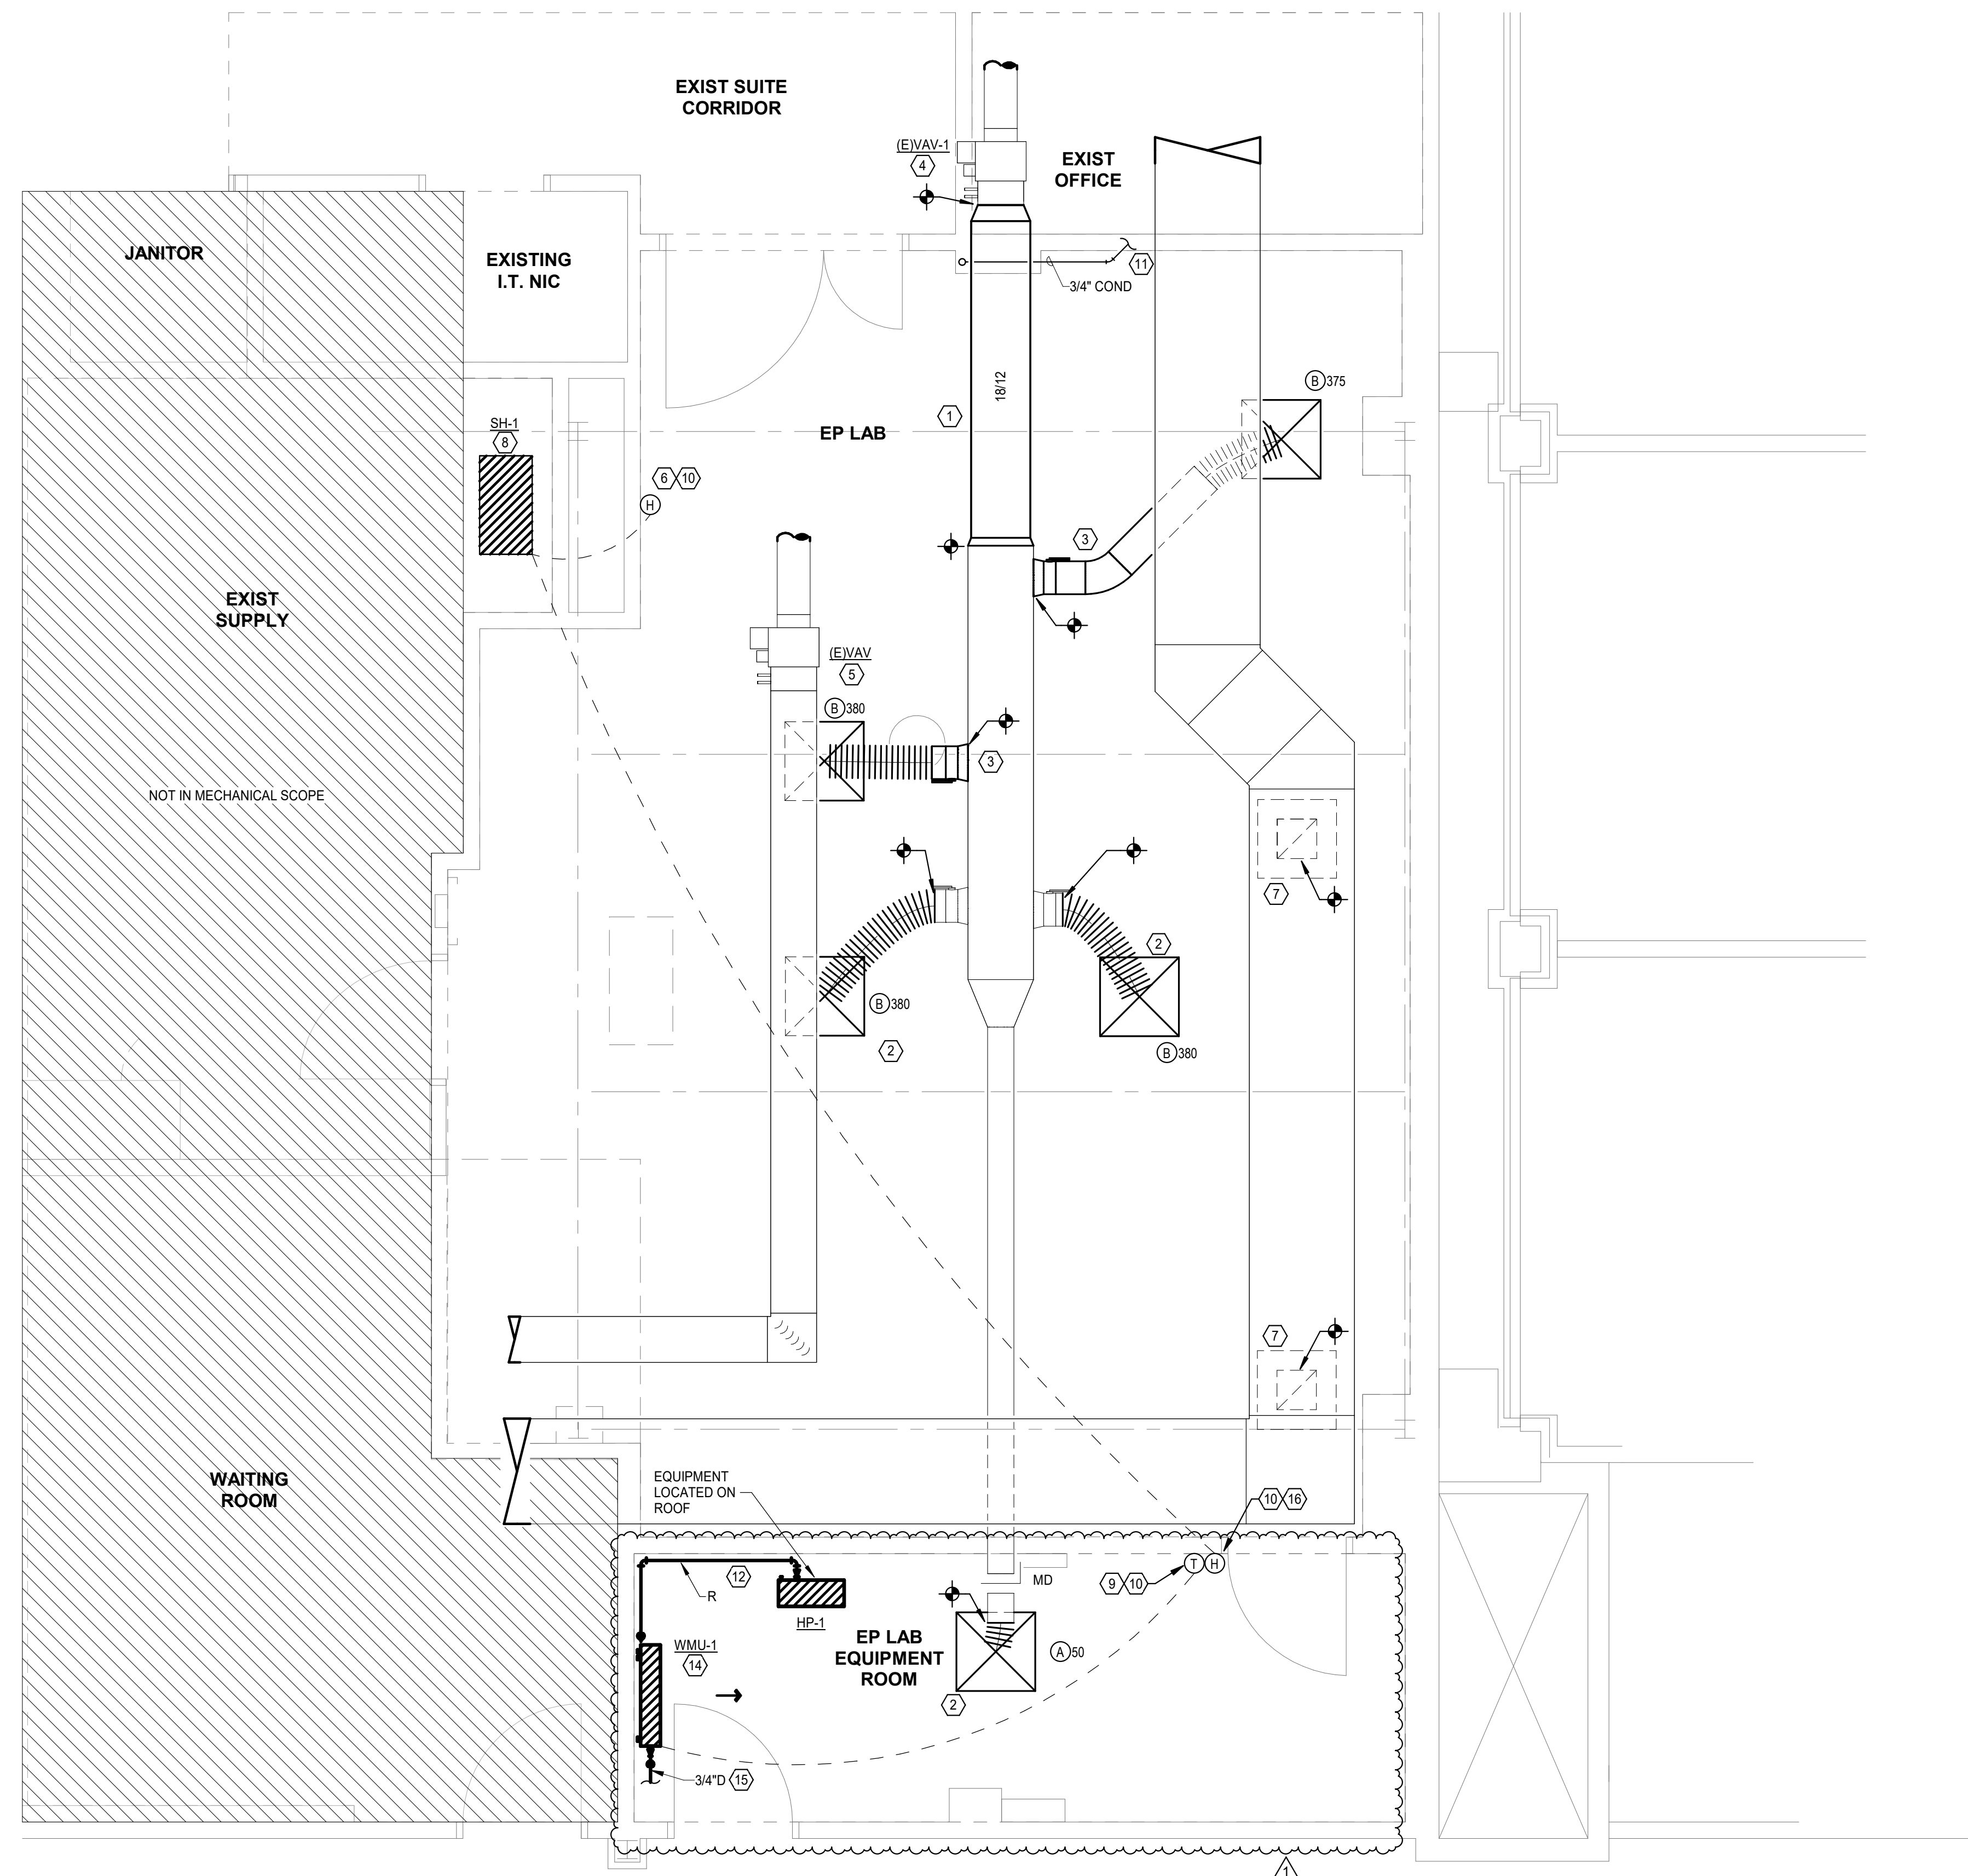 EXIST SUITE
CORRIDOR
(E)VAV-1
4
EXIST
OFFICE
JANITOR
EXISTING
I.T. NIC
11
3/4" COND
18/12
B 375
SH-1
8
1
EP LAB
6 10
H
3
EXIST
SUPPLY
(E)VAV
5
B 380
3
NOT IN MECHANICAL SCOPE
7
2
B 380
2
B 380
7
WAITING
ROOM
EQUIPMENT
LOCATED ON
ROOF
10 16
12
R
MD
9 10
T H
HP-1
WMU-1
14
EP LAB
EQUIPMENT
ROOM
A 50
2
3/4"D 15
1